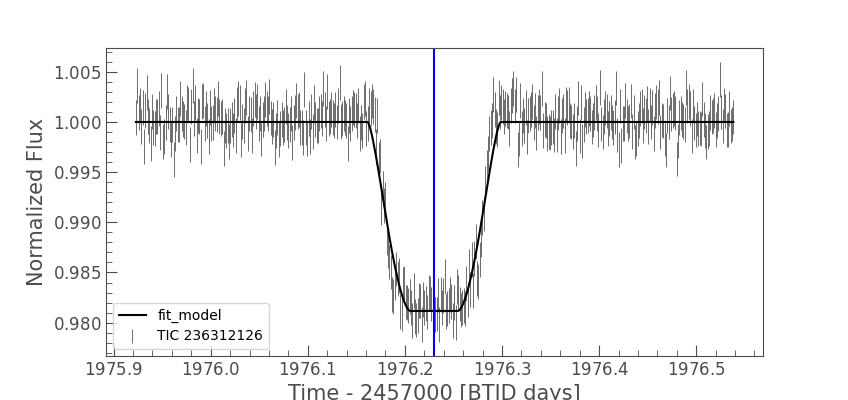 1.005
1.000
0.995
0.990
0.985
0.980
Normalized Flux
fit_model
TIC 236312126
1975.9 1976.0 1976.1 1976.2 1976.3 1976.4 1976.5
Time - 2457000 [BTJD days]